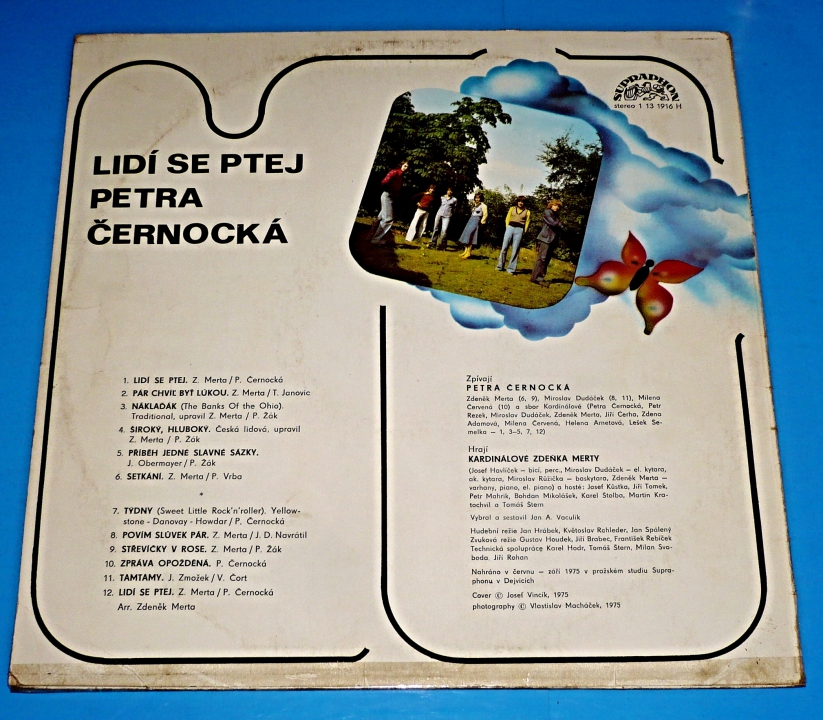 LIDÍ SE PTEJ
PETRA
ČERNOCKÁ
SUPRAPHON
stereo 1 13 1916 H
1. LIDÍ SE PTEJ. Z. Merta / P. Černocká
2. PÁR CHVIL BÝT LÚKOU. Z. Merta / T. Janovic
3. NÁKLAĎÁK (The Banks Of the Ohio).
Traditional, upravil Z. Merta / P. Žák
4. ŠIROKÝ, HLUBOKÝ. Česká lidová, upravil
Z. Merta / P. Žák
5. PŘÍBĚH JEDNÉ SLAVNÉ SÁZKY.
J. Obermayer / P. Žák
6. SETKÁNÍ. Z. Merta / P. Vrba
*
7. TÝDNY (Sweet Little Rock'n'roller). Yellow-
stone - Danovay - Howdar / P. Černocká
8. POVÍM SLŮVEK PÁR. Z. Merta / J. D. Navrátil
9. STŘEVÍČKY V ROSE. Z. Merta / P. Žák
10. ZPRÁVA OPOŽDĚNÁ. P. Černocká
11. TAMTAMY. J. Zmožek / V. Čort
12. LIDÍ SE PTEJ. Z. Merta / P. Černocká
Arr. Zdeněk Merta
Zpívají
PETRA ČERNOCKÁ
Zdeněk Merta (6, 9), Miroslav Dudáček (8, 11), Milena
Červená (10) a sbor Kardinálové (Petra Černocká, Petr
Rezek, Miroslav Dudáček, Zdeněk Merta, Jiří Cerha, Zdena
Adamová, Milena Červená, Helena Arnetová, Lešek Se-
melka — 1, 3–5, 7, 12)
Hrají
KARDINÁLOVÉ ZDEŇKA MERTY
(Josef Havlíček – bicí, perc., Miroslav Dudáček – el. kytara,
ak. kytara, Miroslav Růžička – baskytara, Zdeněk Merta –
varhany, piano, el. piano) a hosté: Josef Kůstka, Jiří Tomek,
Petr Mahrik, Bohdan Mikolášek, Karel Stolba, Martin Kra-
tochvíl a Tomáš Stern
Vybral a sestavil Jan A. Vaculík
Hudební režie Jan Hrábek, Květoslav Rohleder, Jan Spálený
Zvuková režie Gustav Houdek, Jiří Brabec, František Řebíček
Technická spolupráce Karel Hodr, Tomáš Stern, Milan Svo-
boda, Jiří Rohan
Nahráno v červnu – září 1975 v pražském studiu Supra-
phonu v Dejvicích
Cover © Josef Vincík, 1975
photography © Vlastislav Macháček, 1975